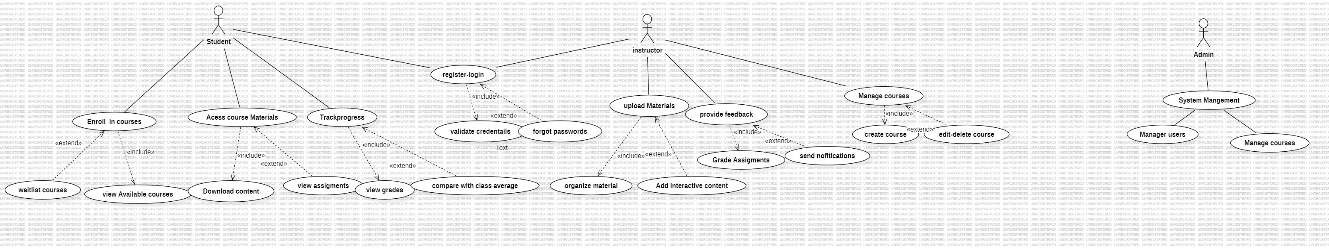 Student
instructor
Admin
register-login
«include»
«extend»
validate credentails
forgot passwords
Text
Enroll in courses
«extend»
«include»
waitlist courses
view Available courses
Acess course Materials
«include»
«extend»
Download content
view assigments
Trackprogress
«include»
«extend»
view grades
compare with class average
upload Materials
«include»
«extend»
organize material
Add interactive content
provide feedback
«include»
«extend»
Grade Assigments
send noftications
Manage courses
«include»
«extend»
create course
edit-delete course
System Mangement
Manager users
Manage courses